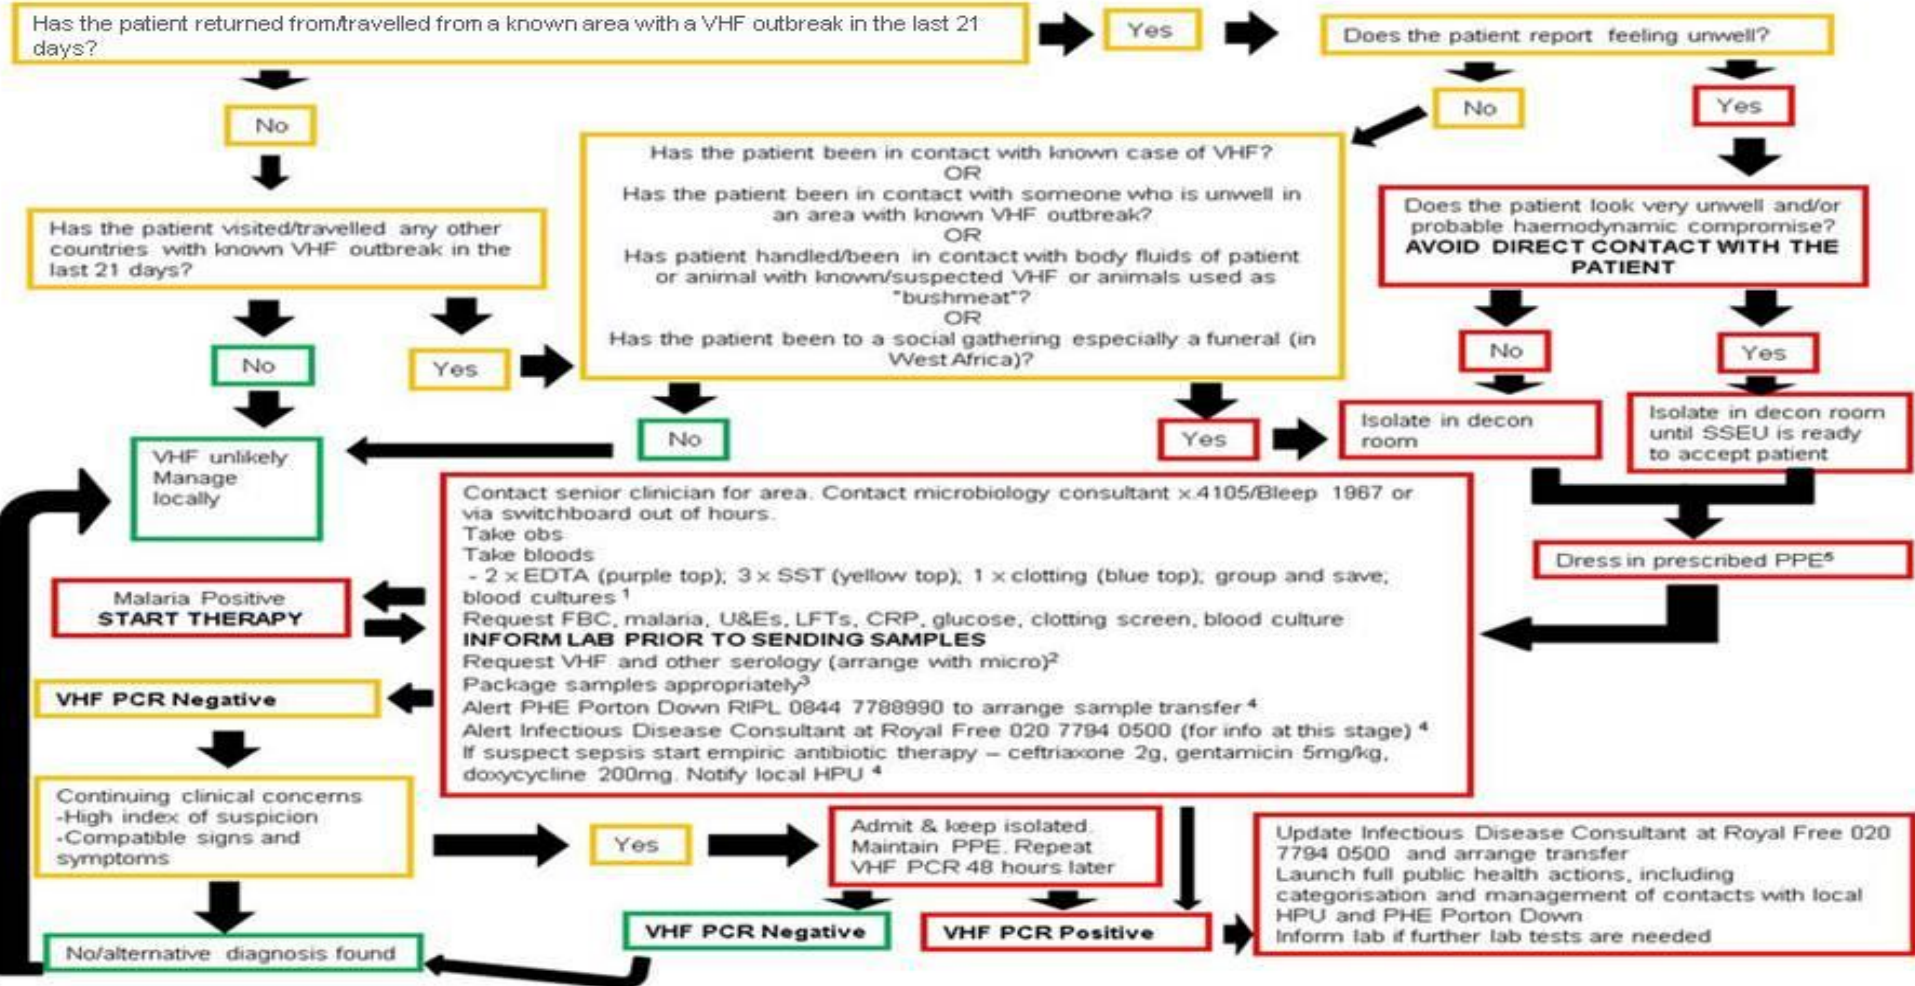 Has the patient returned from/travelled from a known area with a VHF outbreak in the last 21
days?
Yes
Does the patient report feeling unwell?
No
No
Yes
Has the patient been in contact with known case of VHF?
OR
Has the patient been in contact with someone who is unwell in
an area with known VHF outbreak?
OR
Has patient handled/been in contact with body fluids of patient
or animal with known/suspected VHF or animals used as
"bushmeat"?
OR
Has the patient been to a social gathering especially a funeral (in
West Africa)?
Does the patient look very unwell and/or
probable haemodynamic compromise?
AVOID DIRECT CONTACT WITH THE
PATIENT
Has the patient visited/travelled any other
countries with known VHF outbreak in the
last 21 days?
No
Yes
No
Yes
No
Yes
Isolate in decon
room
Isolate in decon room
until SSEU is ready
to accept patient
VHF unlikely
Manage
locally
Contact senior clinician for area. Contact microbiology consultant x.4105/Bleep 1967 or
via switchboard out of hours.
Take obs
Take bloods
- 2 x EDTA (purple top); 3 x SST (yellow top); 1 x clotting (blue top); group and save;
blood cultures ¹
Request FBC, malaria, U&Es, LFTs, CRP, glucose, clotting screen, blood culture
INFORM LAB PRIOR TO SENDING SAMPLES
Request VHF and other serology (arrange with micro)²
Package samples appropriately³
Alert PHE Porton Down RIPL 0844 7788990 to arrange sample transfer ⁴
Alert Infectious Disease Consultant at Royal Free 020 7794 0500 (for info at this stage) ⁴
If suspect sepsis start empiric antibiotic therapy – ceftriaxone 2g, gentamicin 5mg/kg,
doxycycline 200mg. Notify local HPU ⁴
Dress in prescribed PPE⁵
Malaria Positive
START THERAPY
VHF PCR Negative
Continuing clinical concerns
-High index of suspicion
-Compatible signs and
symptoms
Yes
Admit & keep isolated.
Maintain PPE. Repeat
VHF PCR 48 hours later
Update Infectious Disease Consultant at Royal Free 020
7794 0500 and arrange transfer
Launch full public health actions, including
categorisation and management of contacts with local
HPU and PHE Porton Down
Inform lab if further lab tests are needed
VHF PCR Negative
VHF PCR Positive
No/alternative diagnosis found